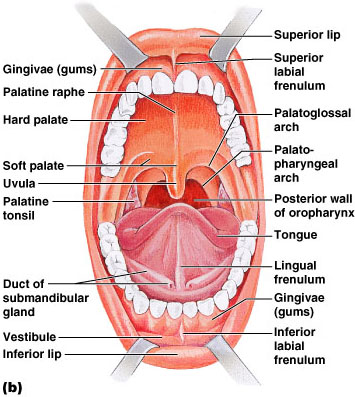 Gingivae (gums)
Palatine raphe
Hard palate
Soft palate
Uvula
Palatine
tonsil
Duct of
submandibular
gland
Vestibule
Inferior lip
(b)
Superior lip
Superior
labial
frenulum
Palatoglossal
arch
Palato-
pharyngeal
arch
Posterior wall
of oropharynx
Tongue
Lingual
frenulum
Gingivae
(gums)
Inferior
labial
frenulum